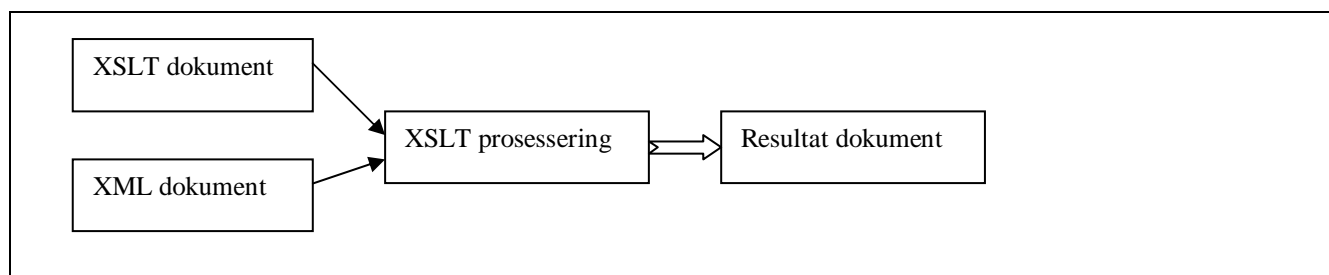 XSLT dokument
XML dokument
XSLT prosessering
Resultat dokument